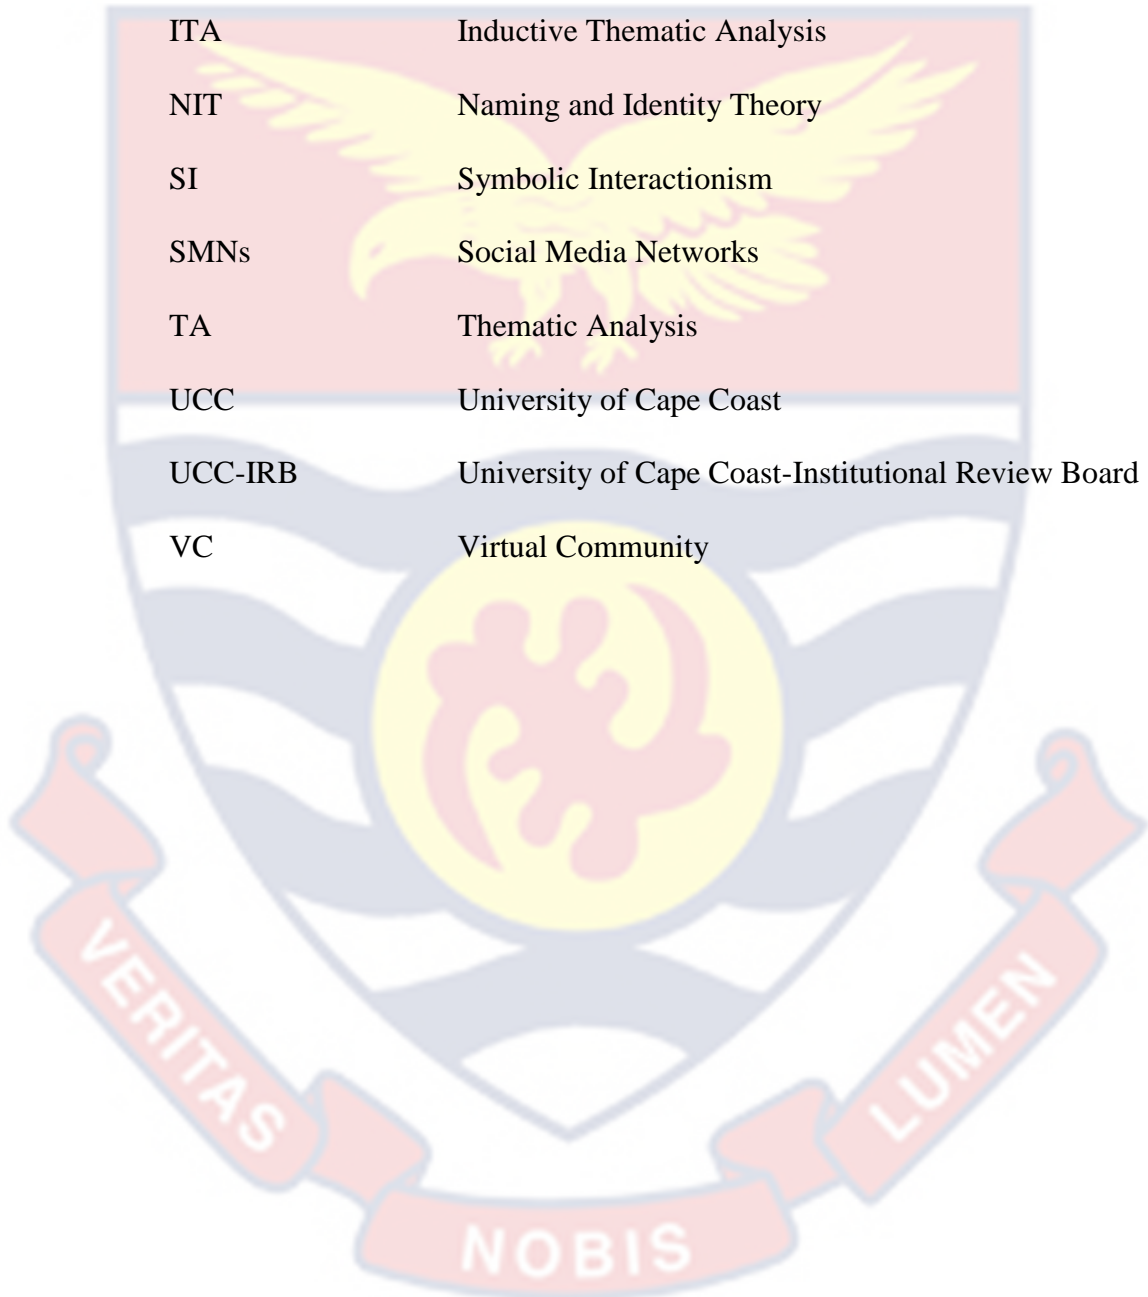 ITA Inductive Thematic Analysis
NIT Naming and Identity Theory
SI Symbolic Interactionism
SMNs Social Media Networks
TA Thematic Analysis
UCC University of Cape Coast
UCC-IRB University of Cape Coast-Institutional Review Board
VC Virtual Community
VERITAS
NOBIS
LUMEN